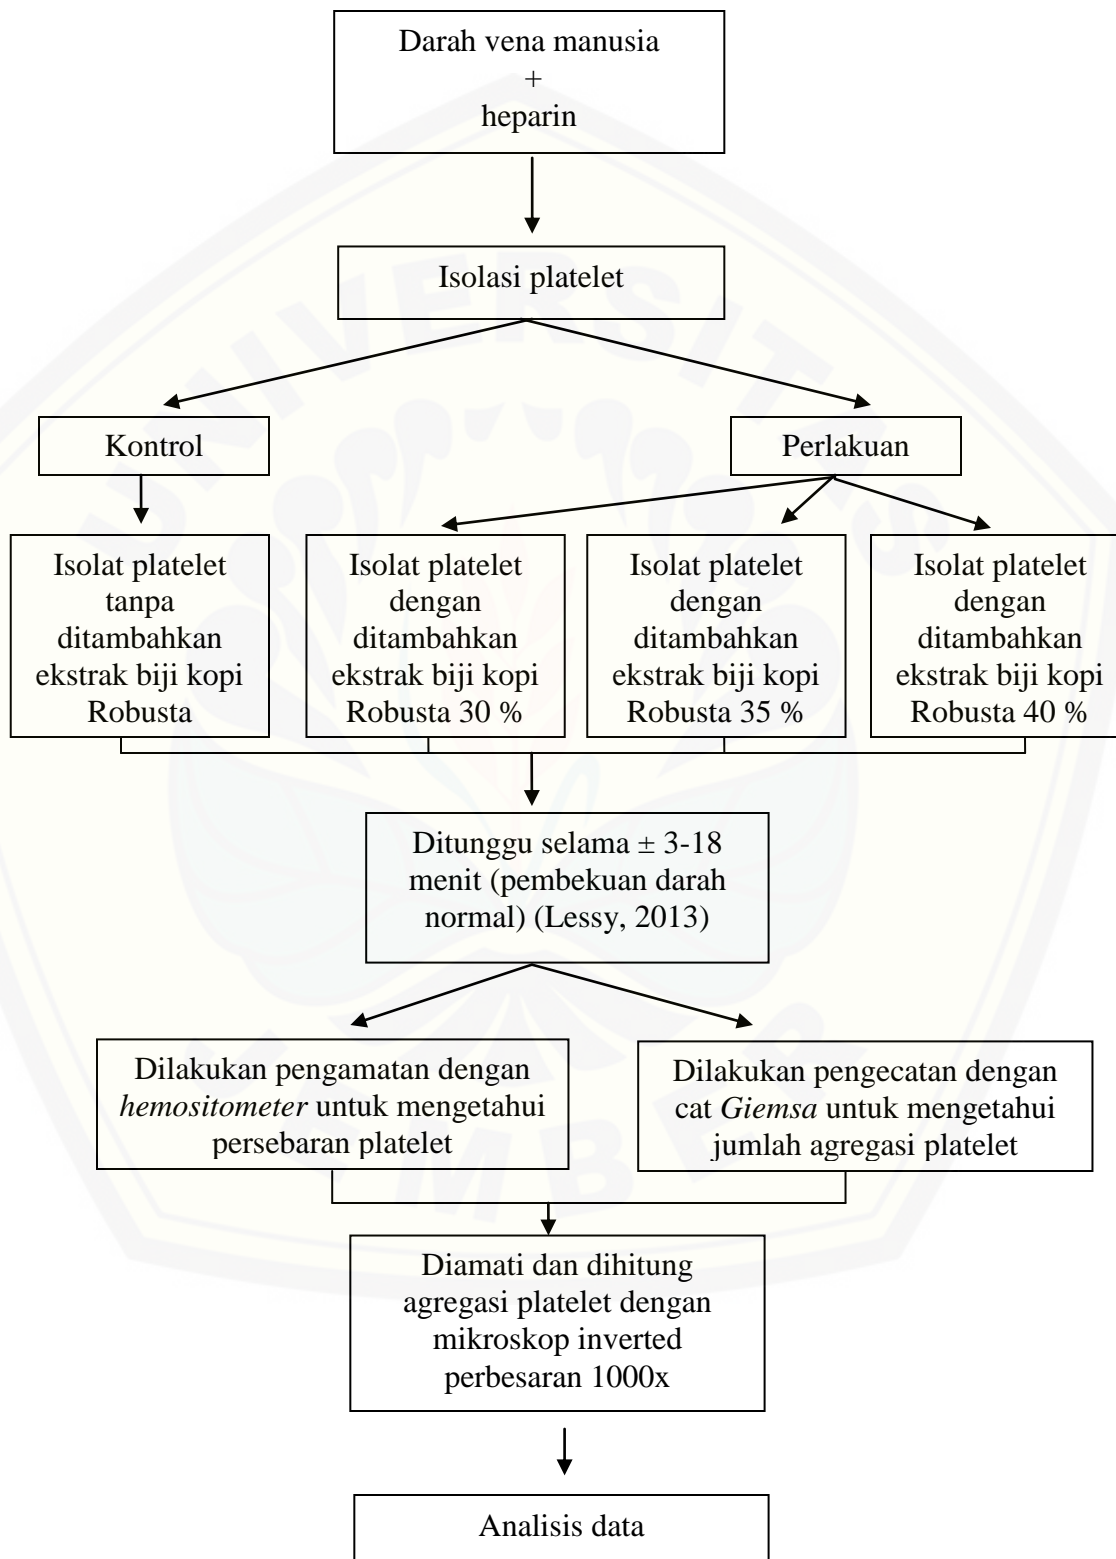 Darah vena manusia
+
heparin
Isolasi platelet
Kontrol
Perlakuan
Isolat platelet
tanpa
ditambahkan
ekstrak biji kopi
Robusta
Isolat platelet
dengan
ditambahkan
ekstrak biji kopi
Robusta 30 %
Isolat platelet
dengan
ditambahkan
ekstrak biji kopi
Robusta 35 %
Isolat platelet
dengan
ditambahkan
ekstrak biji kopi
Robusta 40 %
Ditunggu selama ± 3-18
menit (pembekuan darah
normal) (Lessy, 2013)
Dilakukan pengamatan dengan
hemositometer untuk mengetahui
persebaran platelet
Dilakukan pengecatan dengan
cat Giemsa untuk mengetahui
jumlah agregasi platelet
Diamati dan dihitung
agregasi platelet dengan
mikroskop inverted
perbesaran 1000x
Analisis data
UNIVERSITAS
JEMBER